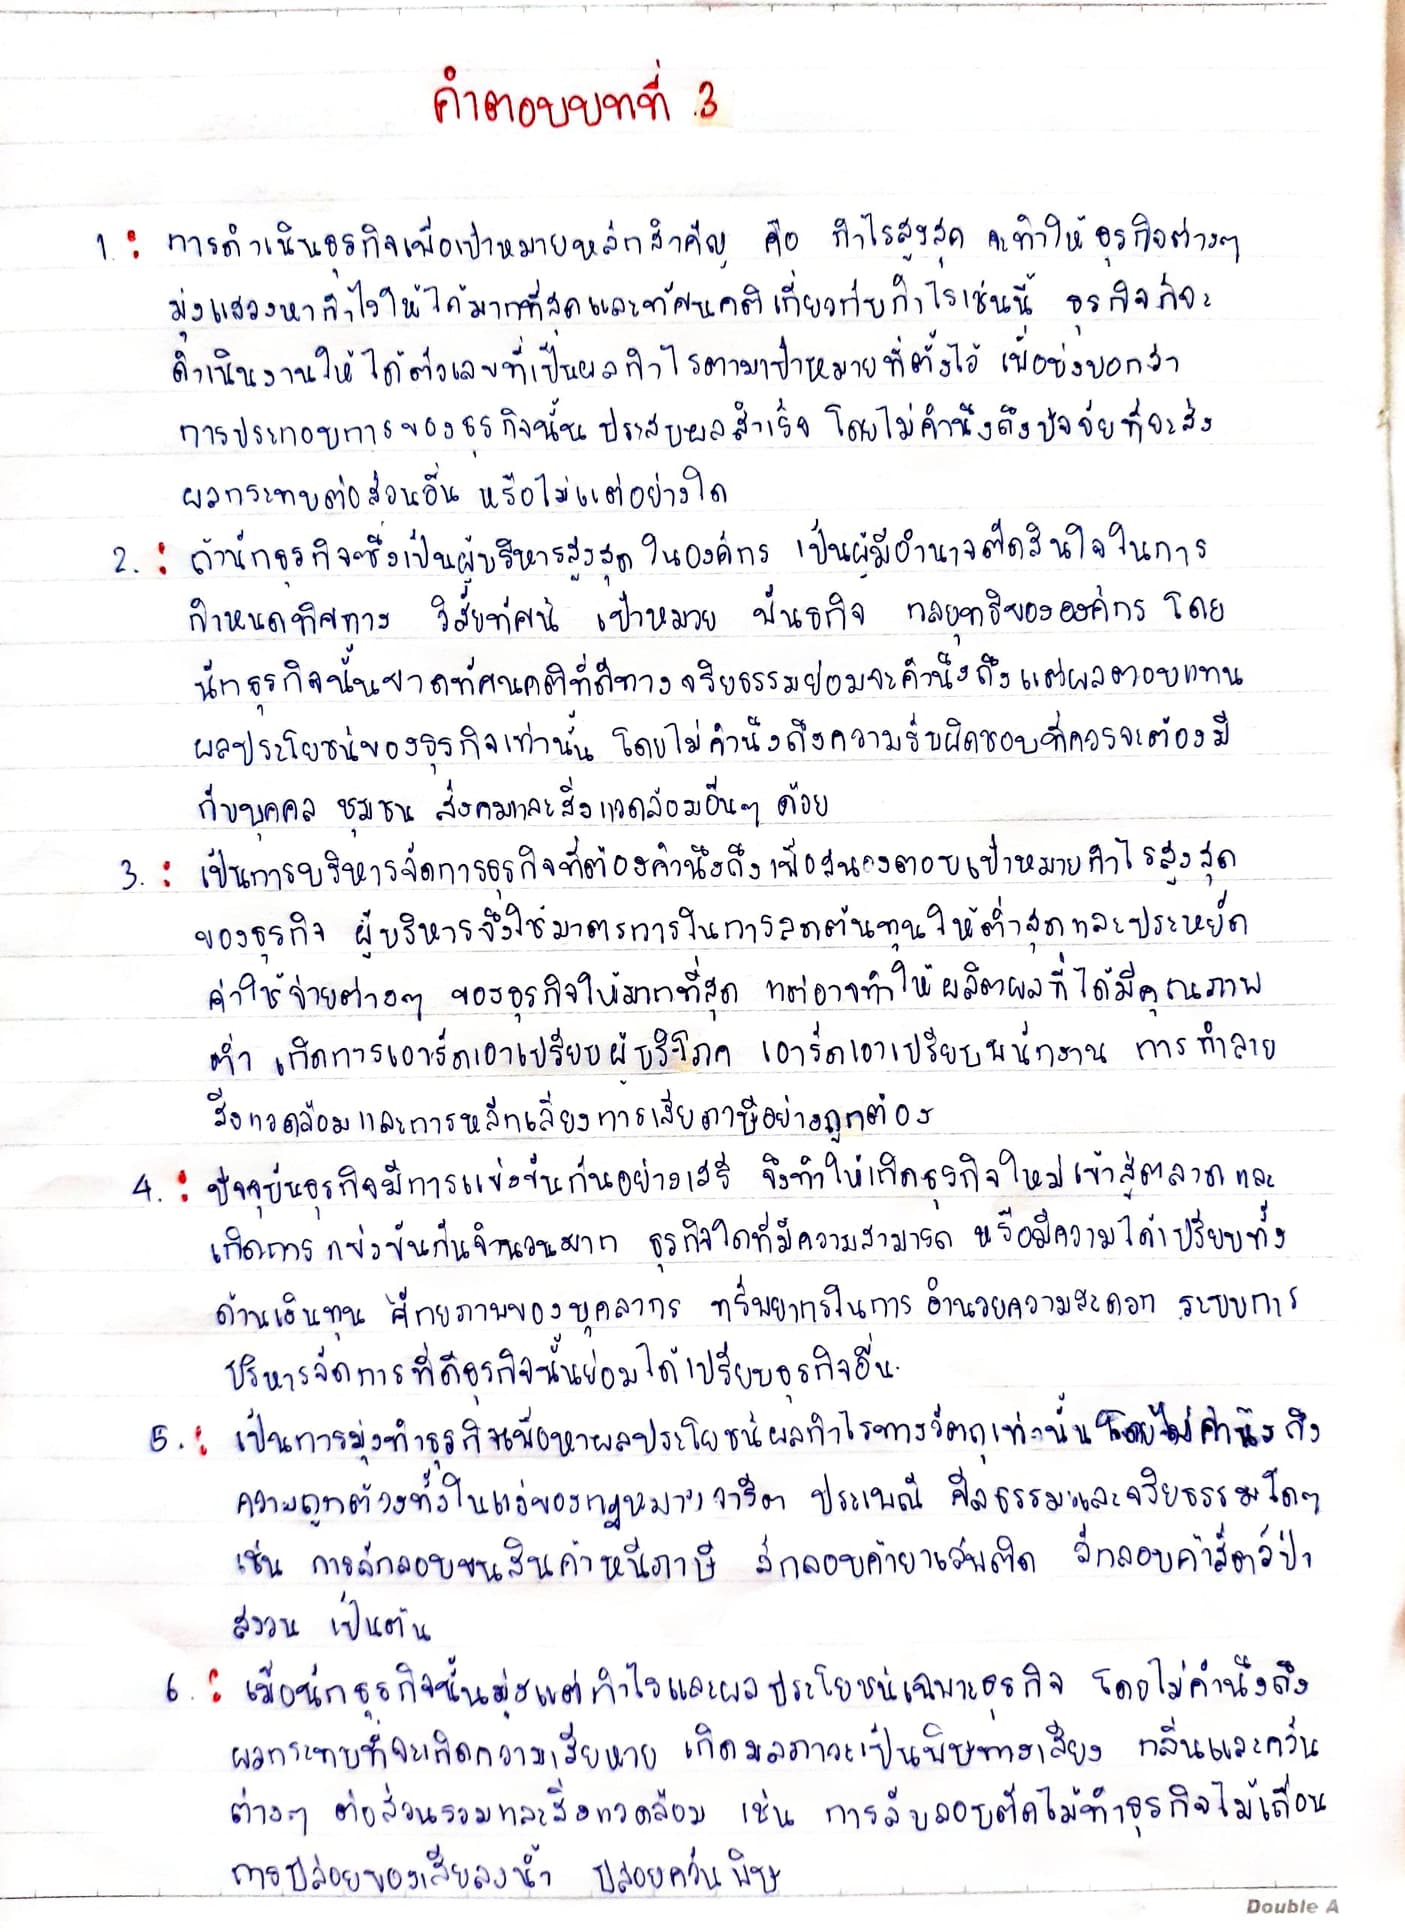 คำตอบบทที่ 3
1. : การดำเนินธุรกิจเพื่อเป้าหมายหลักสำคัญ คือ กำไรสูงสุด จะทำให้ธุรกิจต่างๆ
มุ่งแสวงหากำไรให้ได้มากที่สุดและทัศนคติเกี่ยวกับกำไรเช่นนี้ ธุรกิจก็จะ
ดำเนินงานให้ได้ตัวเลขที่เป็นผลกำไรตามเป้าหมายที่ตั้งไว้ เพื่อบ่งบอกว่า
การประกอบการของธุรกิจนั้น ประสบผลสำเร็จ โดยไม่คำนึงถึงปัจจัยที่จะส่ง
ผลกระทบต่อส่วนอื่น หรือไม่แต่อย่างใด
2. : ถ้านักธุรกิจซึ่งเป็นผู้บริหารสูงสุดในองค์กร เป็นผู้มีอำนาจตัดสินใจในการ
กำหนดทิศทาง วิสัยทัศน์ เป้าหมวย พันธกิจ กลยุทธ์ขององค์กร โดย
นักธุรกิจนั้นขาดทัศนคติที่ดีทางจริยธรรมย่อมจะคำนึงถึงแต่ผลตอบแทน
ผลประโยชน์ของธุรกิจเท่านั้น โดยไม่คำนึงถึงความรับผิดชอบที่ควรจะต้องมี
กับบุคคล ชุมชน สังคมและสิ่งแวดล้อมอื่นๆ ด้วย
3. : เป็นการบริหารจัดการธุรกิจที่ต้องคำนึงถึงเพื่อสนองตอบเป้าหมายกำไรสูงสุด
ของธุรกิจ ผู้บริหารจึงใช้มาตรการในการลดต้นทุนให้ต่ำสุดและประหยัด
ค่าใช้จ่ายต่างๆ ของธุรกิจให้มากที่สุด แต่อาจทำให้ผลิตผลที่ได้มีคุณภาพ
ต่ำ เกิดการเอารัดเอาเปรียบผู้บริโภค เอารัดเอาเปรียบพนักงาน การทำลาย
สิ่งแวดล้อมและการหลีกเลี่ยงการเสียภาษีอย่างถูกต้อง
4. : ปัจจุบันธุรกิจมีการแข่งขันกันอย่างเสรี จึงทำให้เกิดธุรกิจใหม่เข้าสู่ตลาดและ
เกิดการแข่งขันกันจำนวนมาก ธุรกิจใดที่มีความสามารถ หรือมีความได้เปรียบทั้ง
ด้านเงินทุน ศักยภาพของบุคลากร ทรัพยากรในการอำนวยความสะดวก ระบบการ
บริหารจัดการที่ดีธุรกิจนั้นย่อมได้เปรียบธุรกิจอื่น.
5. : เป็นการมุ่งทำธุรกิจเพื่อหาผลประโยชน์ผลกำไรทางวัตถุเท่านั้นโดยไม่คำนึงถึง
ความถูกต้องทั้งในแง่ของกฎหมาย จารีต ประเพณี ศีลธรรมและจริยธรรมใดๆ
เช่น การลักลอบขนสินค้าหนีภาษี ลักลอบค้ายาเสพติด ลักลอบค้าสัตว์ป่า
สงวน เป็นต้น
6. : เมื่อนักธุรกิจนั้นมุ่งแต่กำไรและผลประโยชน์เฉพาะธุรกิจ โดยไม่คำนึงถึง
ผลกระทบที่จะเกิดความเสียหาย เกิดมลภาวะเป็นพิษทางเสียง กลิ่นและควัน
ต่างๆ ต่อส่วนรวมและสิ่งแวดล้อม เช่น การลับลอบตัดไม้ทำธุรกิจไม้เถื่อน
การปล่อยของเสียลงน้ำ ปล่อยควันพิษ
Double A